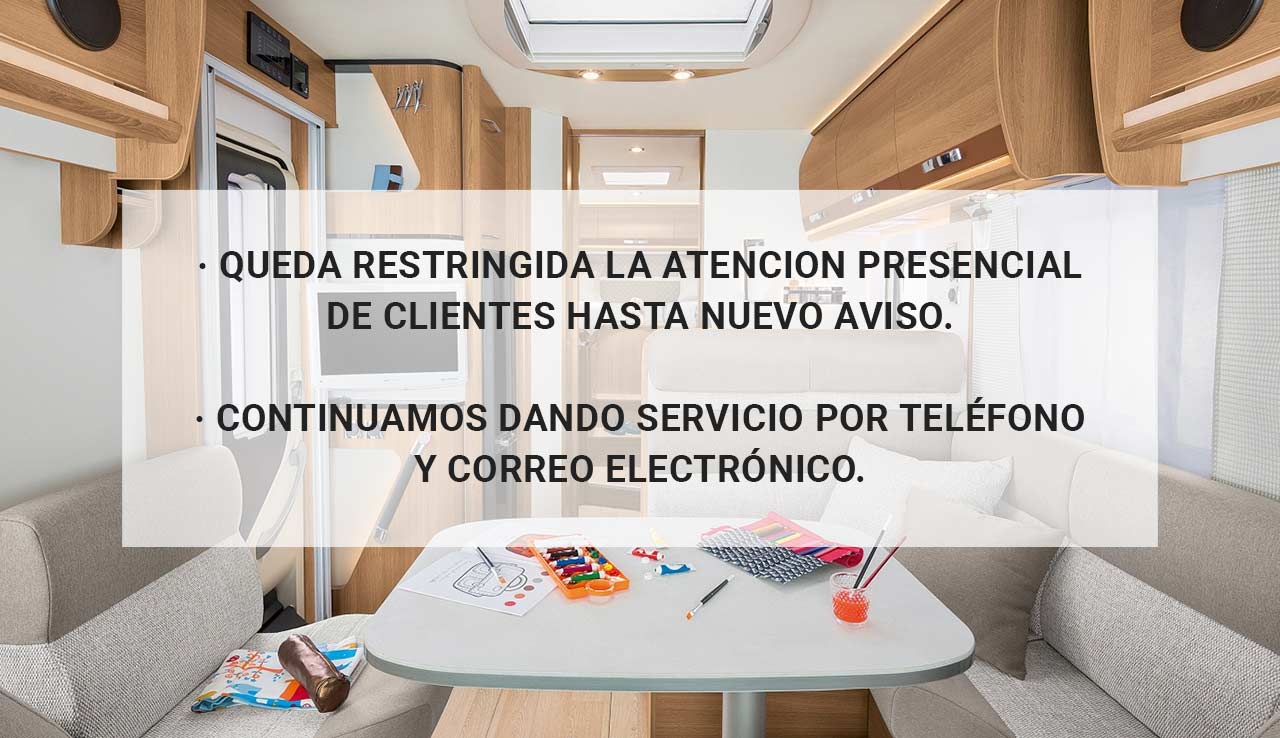 · QUEDA RESTRINGIDA LA ATENCION PRESENCIAL
DE CLIENTES HASTA NUEVO AVISO.
· CONTINUAMOS DANDO SERVICIO POR TELÉFONO
Y CORREO ELECTRÓNICO.